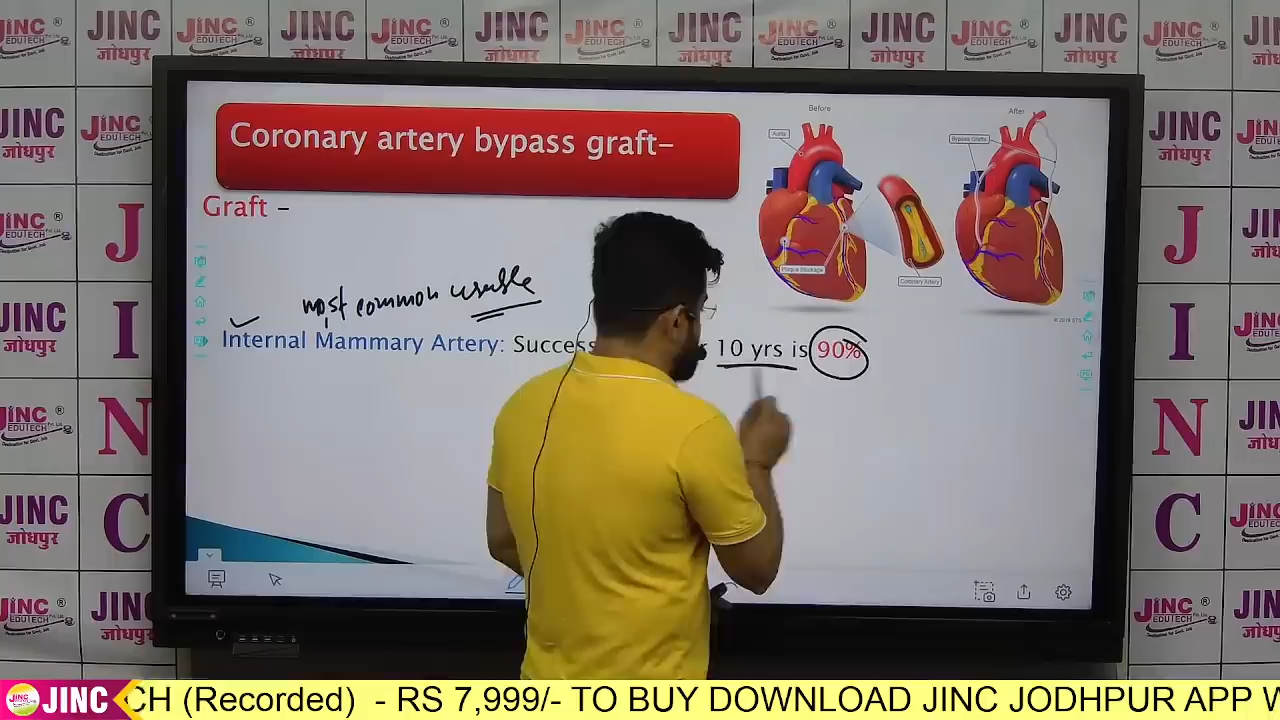 Coronary artery bypass graft-
Before
After
Aorta
Bypass Grafts
Graft -
Plaque Blockage
Coronary Artery
most common usable
Internal Mammary Artery: Success 10 yrs is 90%
JINC
EDUTECH
जोधपुर
J
I
N
C
JINC CH (Recorded) - RS 7,999/- TO BUY DOWNLOAD JINC JODHPUR APP W